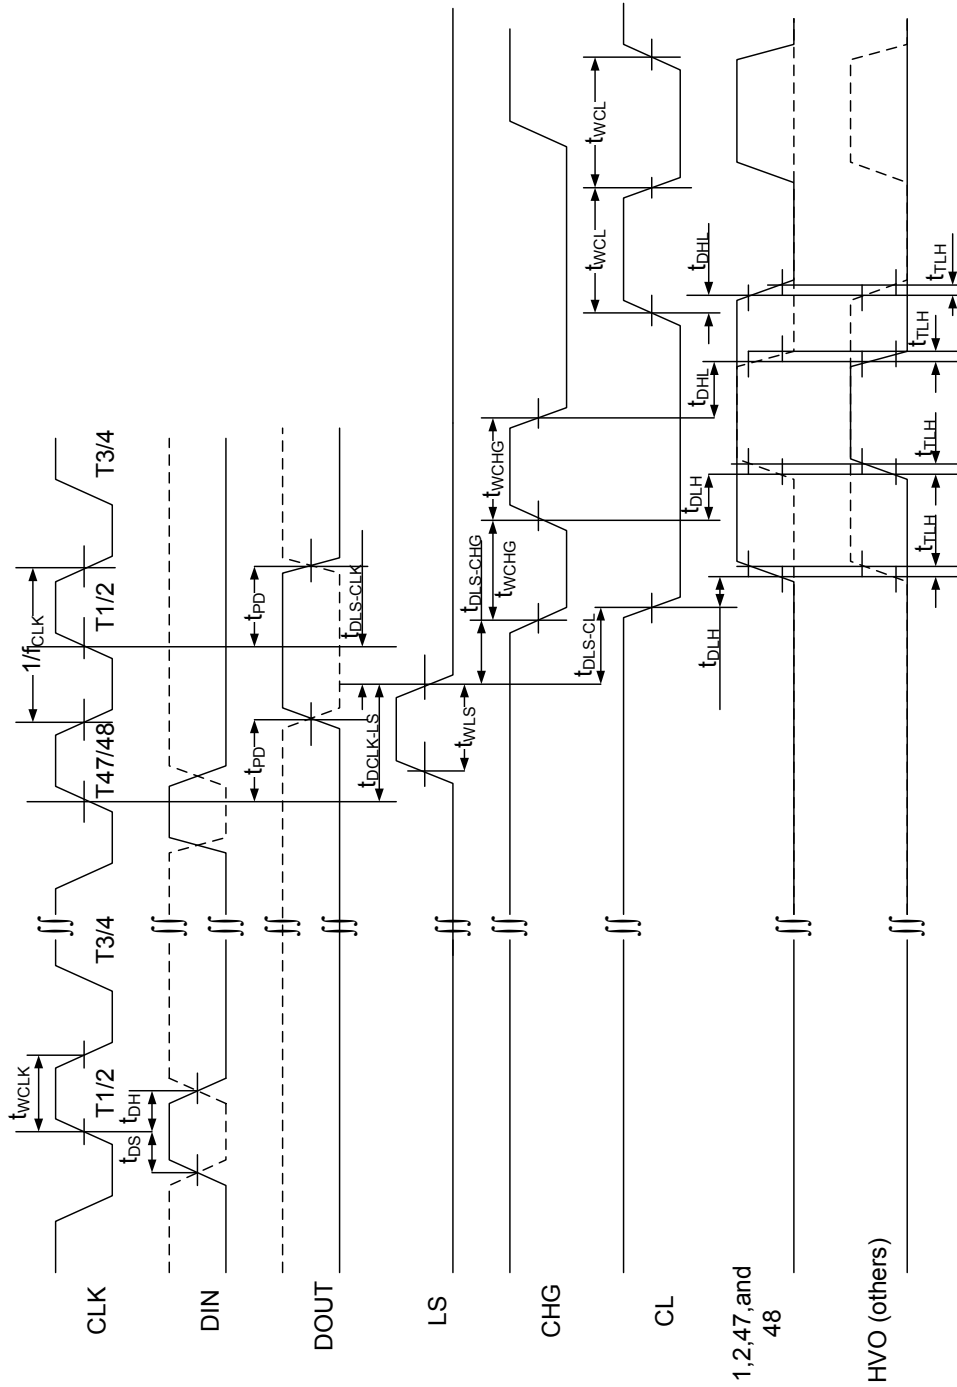 CLK
tWCLK
T1/2
T3/4
T47/48
1/fCLK
T1/2
T3/4
DIN
tDS
tDH
DOUT
tPD
tPD
tDCLK-LS
tDLS-CLK
LS
tWLS
tDLS-CHG
CHG
tWCHG
tWCHG
CL
tDLS-CL
tWCL
tWCL
1,2,47,and
48
tDLH
tDLH
tDHL
tDHL
HVO (others)
tTLH
tTLH
tTLH
tTLH